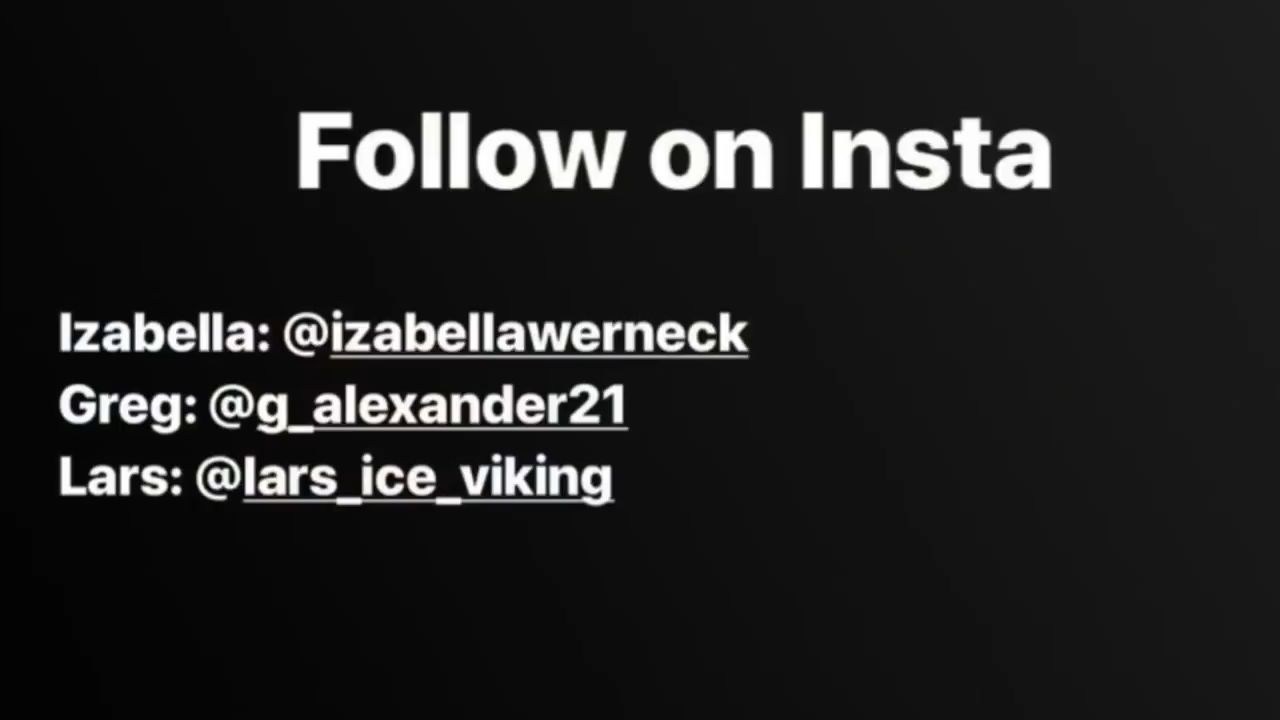 Follow on Insta
Izabella: @izabellawerneck
Greg: @g_alexander21
Lars: @lars_ice_viking